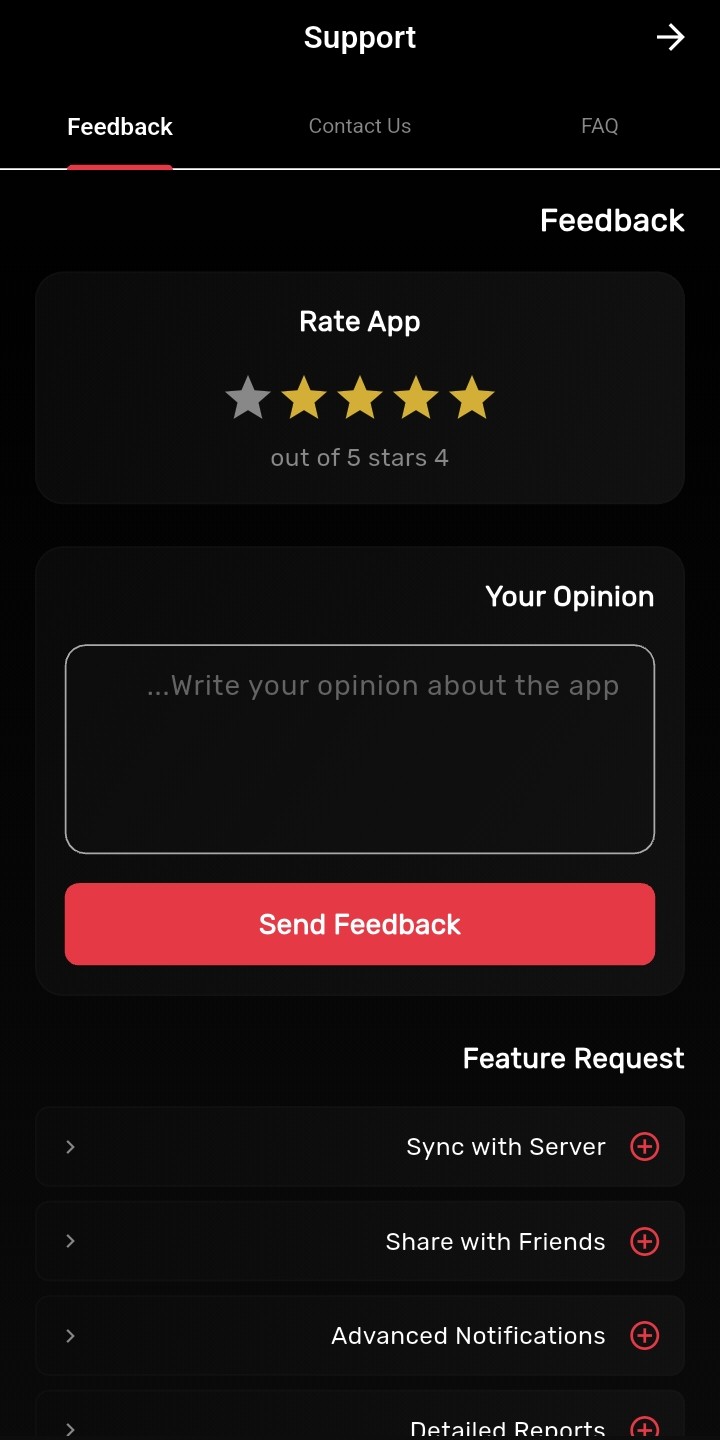 Support
Feedback
Contact Us
FAQ
Feedback
Rate App
out of 5 stars 4
Your Opinion
...Write your opinion about the app
Send Feedback
Feature Request
Sync with Server
Share with Friends
Advanced Notifications
Detailed Reports